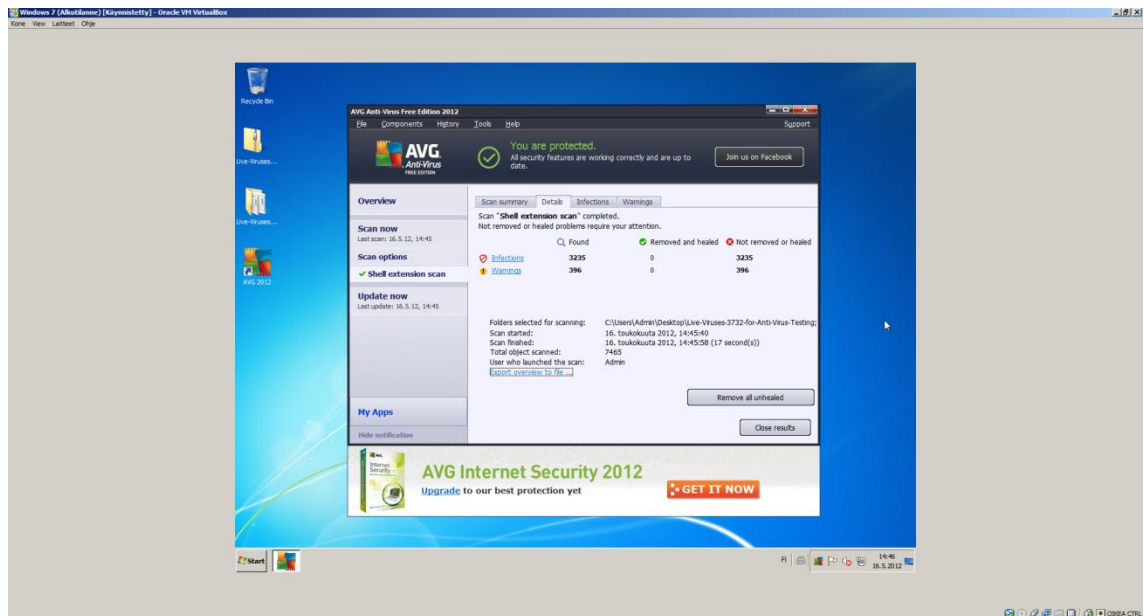 Windows 7 (Alkutilanne) [Käynnistetty] - Oracle VM VirtualBox
Kone View Laitteet Ohje
Recycle Bin
Live-Viruses...
Live-Viruses...
AVG 2012
AVG Anti-Virus Free Edition 2012
File Components History Tools Help Support
AVG.
Anti-Virus
FREE EDITION
You are protected.
All security features are working correctly and are up to
date.
Join us on Facebook
Overview
Scan now
Last scan: 16.5.12, 14:45
Scan options
Shell extension scan
Update now
Last update: 16.5.12, 14:45
My Apps
Hide notification
Scan summary Details Infections Warnings
Scan "Shell extension scan" completed.
Not removed or healed problems require your attention.
Found Removed and healed Not removed or healed
Infections 3235 0 3235
Warnings 396 0 396
Folders selected for scanning: C:\Users\Admin\Desktop\Live-Viruses-3732-for-Anti-Virus-Testing;
Scan started: 16. toukokuuta 2012, 14:45:40
Scan finished: 16. toukokuuta 2012, 14:45:58 (17 second(s))
Total object scanned: 7465
User who launched the scan: Admin
Export overview to file ...
Remove all unhealed
Close results
AVG
Internet
Security
AVG Internet Security 2012
Upgrade to our best protection yet
GET IT NOW
Start
FI
14:46
16.5.2012
OIKEA CTRL